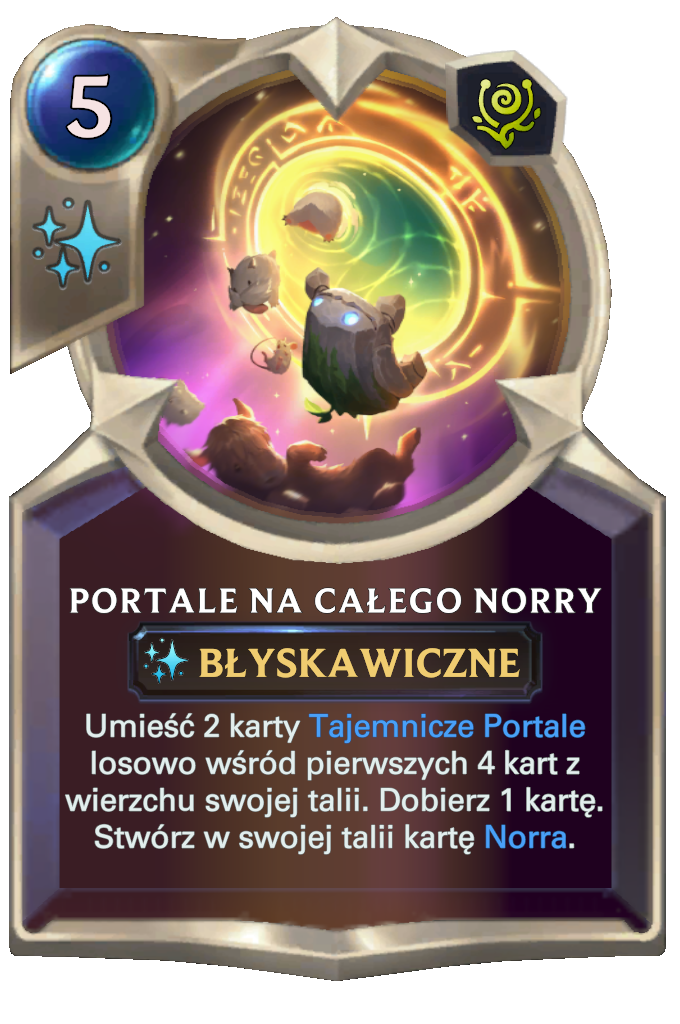 5
PORTALE NA CAŁEGO NORRY
BŁYSKAWICZNE
Umieść 2 karty Tajemnicze Portale
losowo wśród pierwszych 4 kart z
wierzchu swojej talii. Dobierz 1 kartę.
Stwórz w swojej talii kartę Norra.